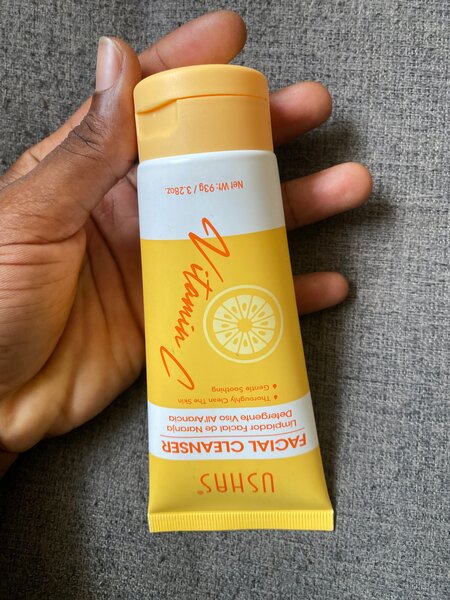 USHAS®
FACIAL CLEANSER
Limpiador Facial de Naranja
Detergente Viso All'Arancia
Thoroughly Clean The Skin
Gentle Soothing
Vitamin C
Net Wt: 93g / 3.28oz.